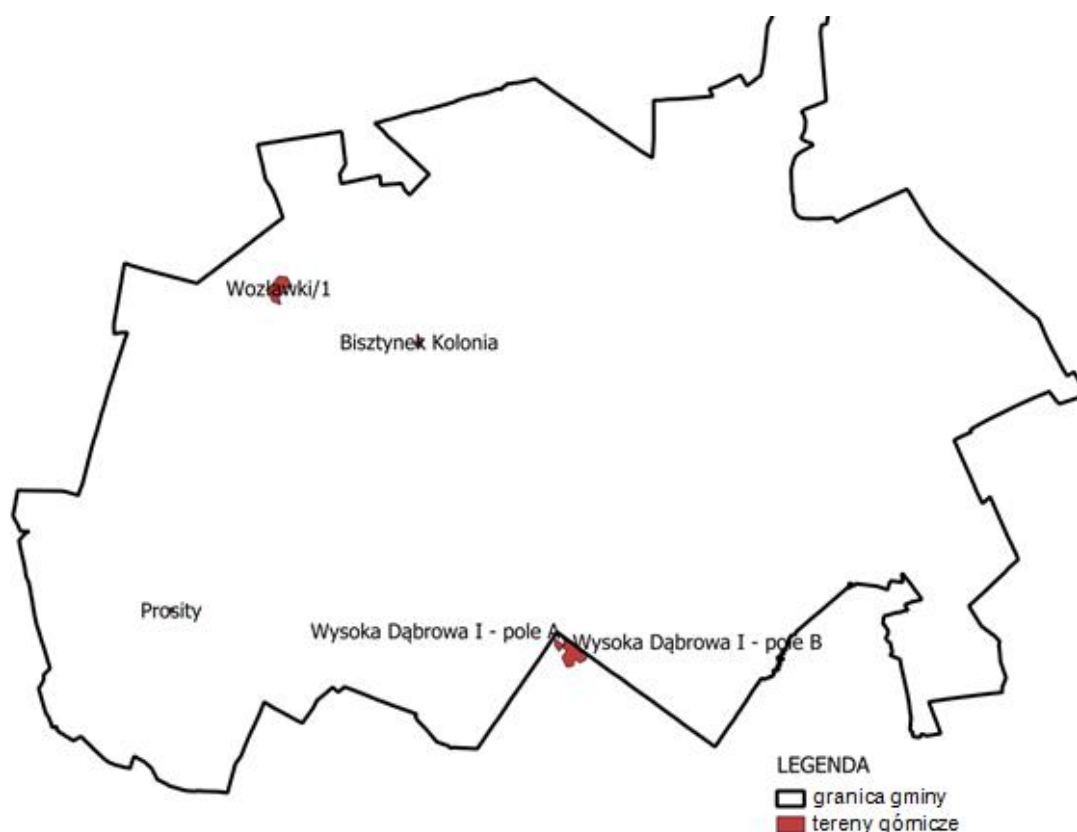 Wozławki/1
Bisztynek Kolonia
Prosity
Wysoka Dąbrowa I - pole A
Wysoka Dąbrowa I - pole B
LEGENDA
granica gminy
tereny górnicze